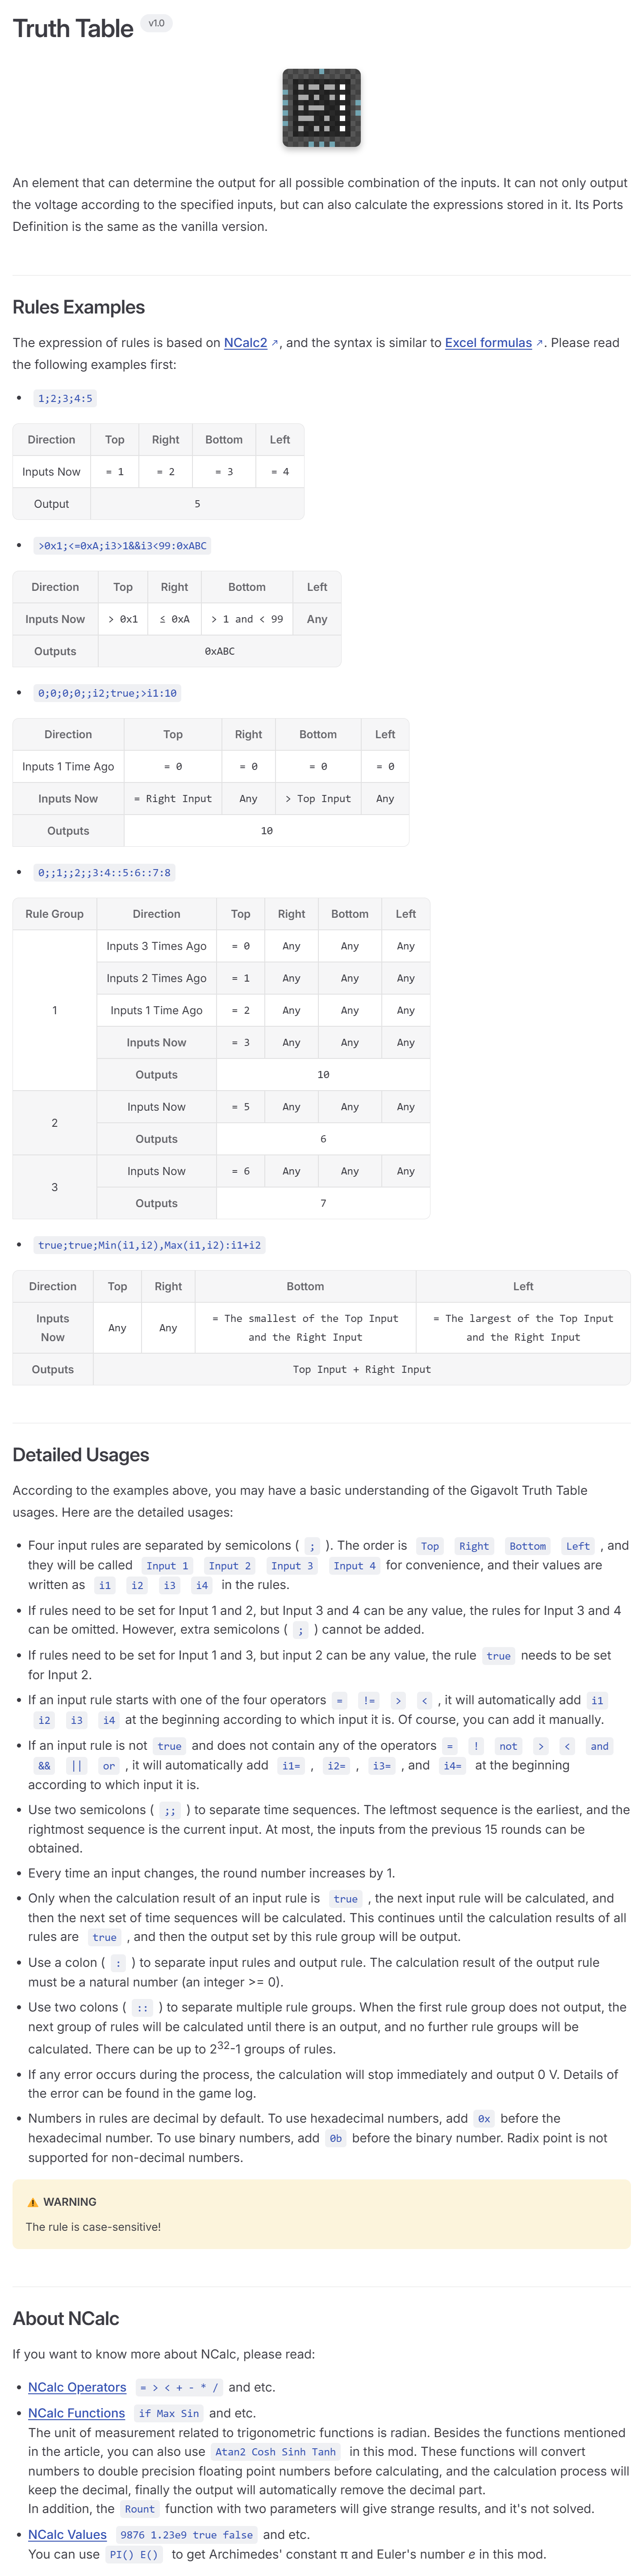 Truth Table v1.0
An element that can determine the output for all possible combination of the inputs. It can not only output
the voltage according to the specified inputs, but can also calculate the expressions stored in it. Its Ports
Definition is the same as the vanilla version.
Rules Examples
The expression of rules is based on NCalc2 ↗, and the syntax is similar to Excel formulas ↗. Please read
the following examples first:
• 1;2;3;4:5
Direction Top Right Bottom Left
Inputs Now = 1 = 2 = 3 = 4
Output 5
• >0x1;<=0xA;i3>1&&i3<99:0xABC
Direction Top Right Bottom Left
Inputs Now > 0x1 ≤ 0xA > 1 and < 99 Any
Outputs 0xABC
• 0;0;0;0;;i2;true;>i1:10
Direction Top Right Bottom Left
Inputs 1 Time Ago = 0 = 0 = 0 = 0
Inputs Now = Right Input Any > Top Input Any
Outputs 10
• 0;;1;;2;;3:4::5:6::7:8
Rule Group Direction Top Right Bottom Left
Inputs 3 Times Ago = 0 Any Any Any
Inputs 2 Times Ago = 1 Any Any Any
1 Inputs 1 Time Ago = 2 Any Any Any
Inputs Now = 3 Any Any Any
Outputs 10
2 Inputs Now = 5 Any Any Any
Outputs 6
3 Inputs Now = 6 Any Any Any
Outputs 7
• true;true;Min(i1,i2),Max(i1,i2):i1+i2
Direction Top Right Bottom Left
Inputs Now Any Any = The smallest of the Top Input and the Right Input = The largest of the Top Input and the Right Input
Outputs Top Input + Right Input
Detailed Usages
According to the examples above, you may have a basic understanding of the Gigavolt Truth Table
usages. Here are the detailed usages:
• Four input rules are separated by semicolons ( ; ). The order is Top Right Bottom Left , and
they will be called Input 1 Input 2 Input 3 Input 4 for convenience, and their values are
written as i1 i2 i3 i4 in the rules.
• If rules need to be set for Input 1 and 2, but Input 3 and 4 can be any value, the rules for Input 3 and 4
can be omitted. However, extra semicolons ( ; ) cannot be added.
• If rules need to be set for Input 1 and 3, but input 2 can be any value, the rule true needs to be set
for Input 2.
• If an input rule starts with one of the four operators = != > < , it will automatically add i1
i2 i3 i4 at the beginning according to which input it is. Of course, you can add it manually.
• If an input rule is not true and does not contain any of the operators = ! not > < and
&& || or , it will automatically add i1= , i2= , i3= , and i4= at the beginning
according to which input it is.
• Use two semicolons ( ;; ) to separate time sequences. The leftmost sequence is the earliest, and the
rightmost sequence is the current input. At most, the inputs from the previous 15 rounds can be
obtained.
• Every time an input changes, the round number increases by 1.
• Only when the calculation result of an input rule is true , the next input rule will be calculated, and
then the next set of time sequences will be calculated. This continues until the calculation results of all
rules are true , and then the output set by this rule group will be output.
• Use a colon ( : ) to separate input rules and output rule. The calculation result of the output rule
must be a natural number (an integer >= 0).
• Use two colons ( :: ) to separate multiple rule groups. When the first rule group does not output, the
next group of rules will be calculated until there is an output, and no further rule groups will be
calculated. There can be up to 2^32-1 groups of rules.
• If any error occurs during the process, the calculation will stop immediately and output 0 V. Details of
the error can be found in the game log.
• Numbers in rules are decimal by default. To use hexadecimal numbers, add 0x before the
hexadecimal number. To use binary numbers, add 0b before the binary number. Radix point is not
supported for non-decimal numbers.
⚠️ WARNING
The rule is case-sensitive!
About NCalc
If you want to know more about NCalc, please read:
• NCalc Operators = > < + - * / and etc.
• NCalc Functions if Max Sin and etc.
The unit of measurement related to trigonometric functions is radian. Besides the functions mentioned
in the article, you can also use Atan2 Cosh Sinh Tanh in this mod. These functions will convert
numbers to double precision floating point numbers before calculating, and the calculation process will
keep the decimal, finally the output will automatically remove the decimal part.
In addition, the Rount function with two parameters will give strange results, and it's not solved.
• NCalc Values 9876 1.23e9 true false and etc.
You can use PI() E() to get Archimedes' constant π and Euler's number e in this mod.